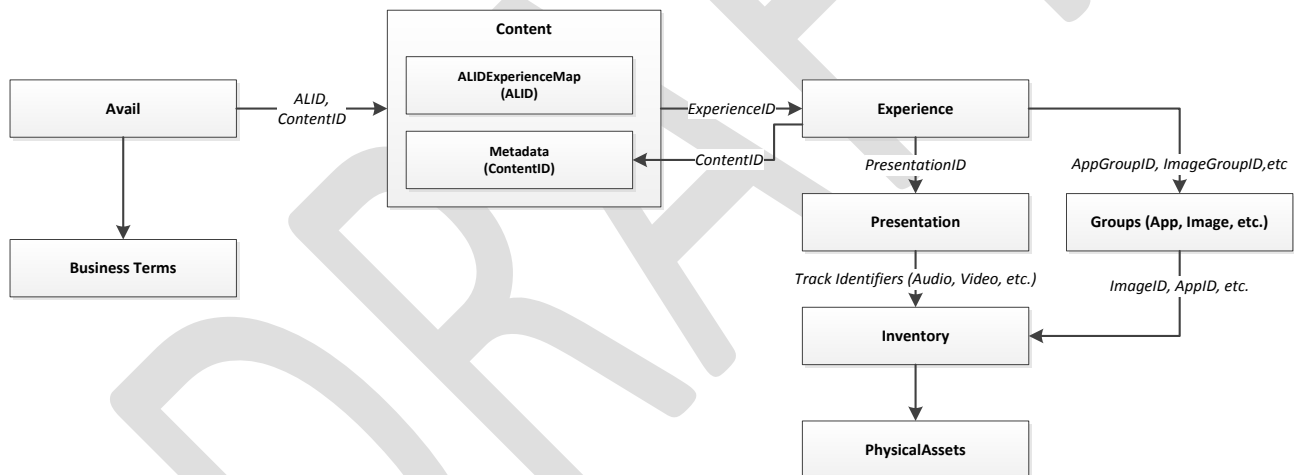 Content
ALIDExperienceMap
(ALID)
Avail
ALID,
ContentID
ExperienceID
Experience
Metadata
(ContentID)
ContentID
PresentationID
AppGroupID, ImageGroupID,etc
Presentation
Groups (App, Image, etc.)
Business Terms
Track Identifiers (Audio, Video, etc.)
ImageID, AppID, etc.
Inventory
PhysicalAssets
DRAFT